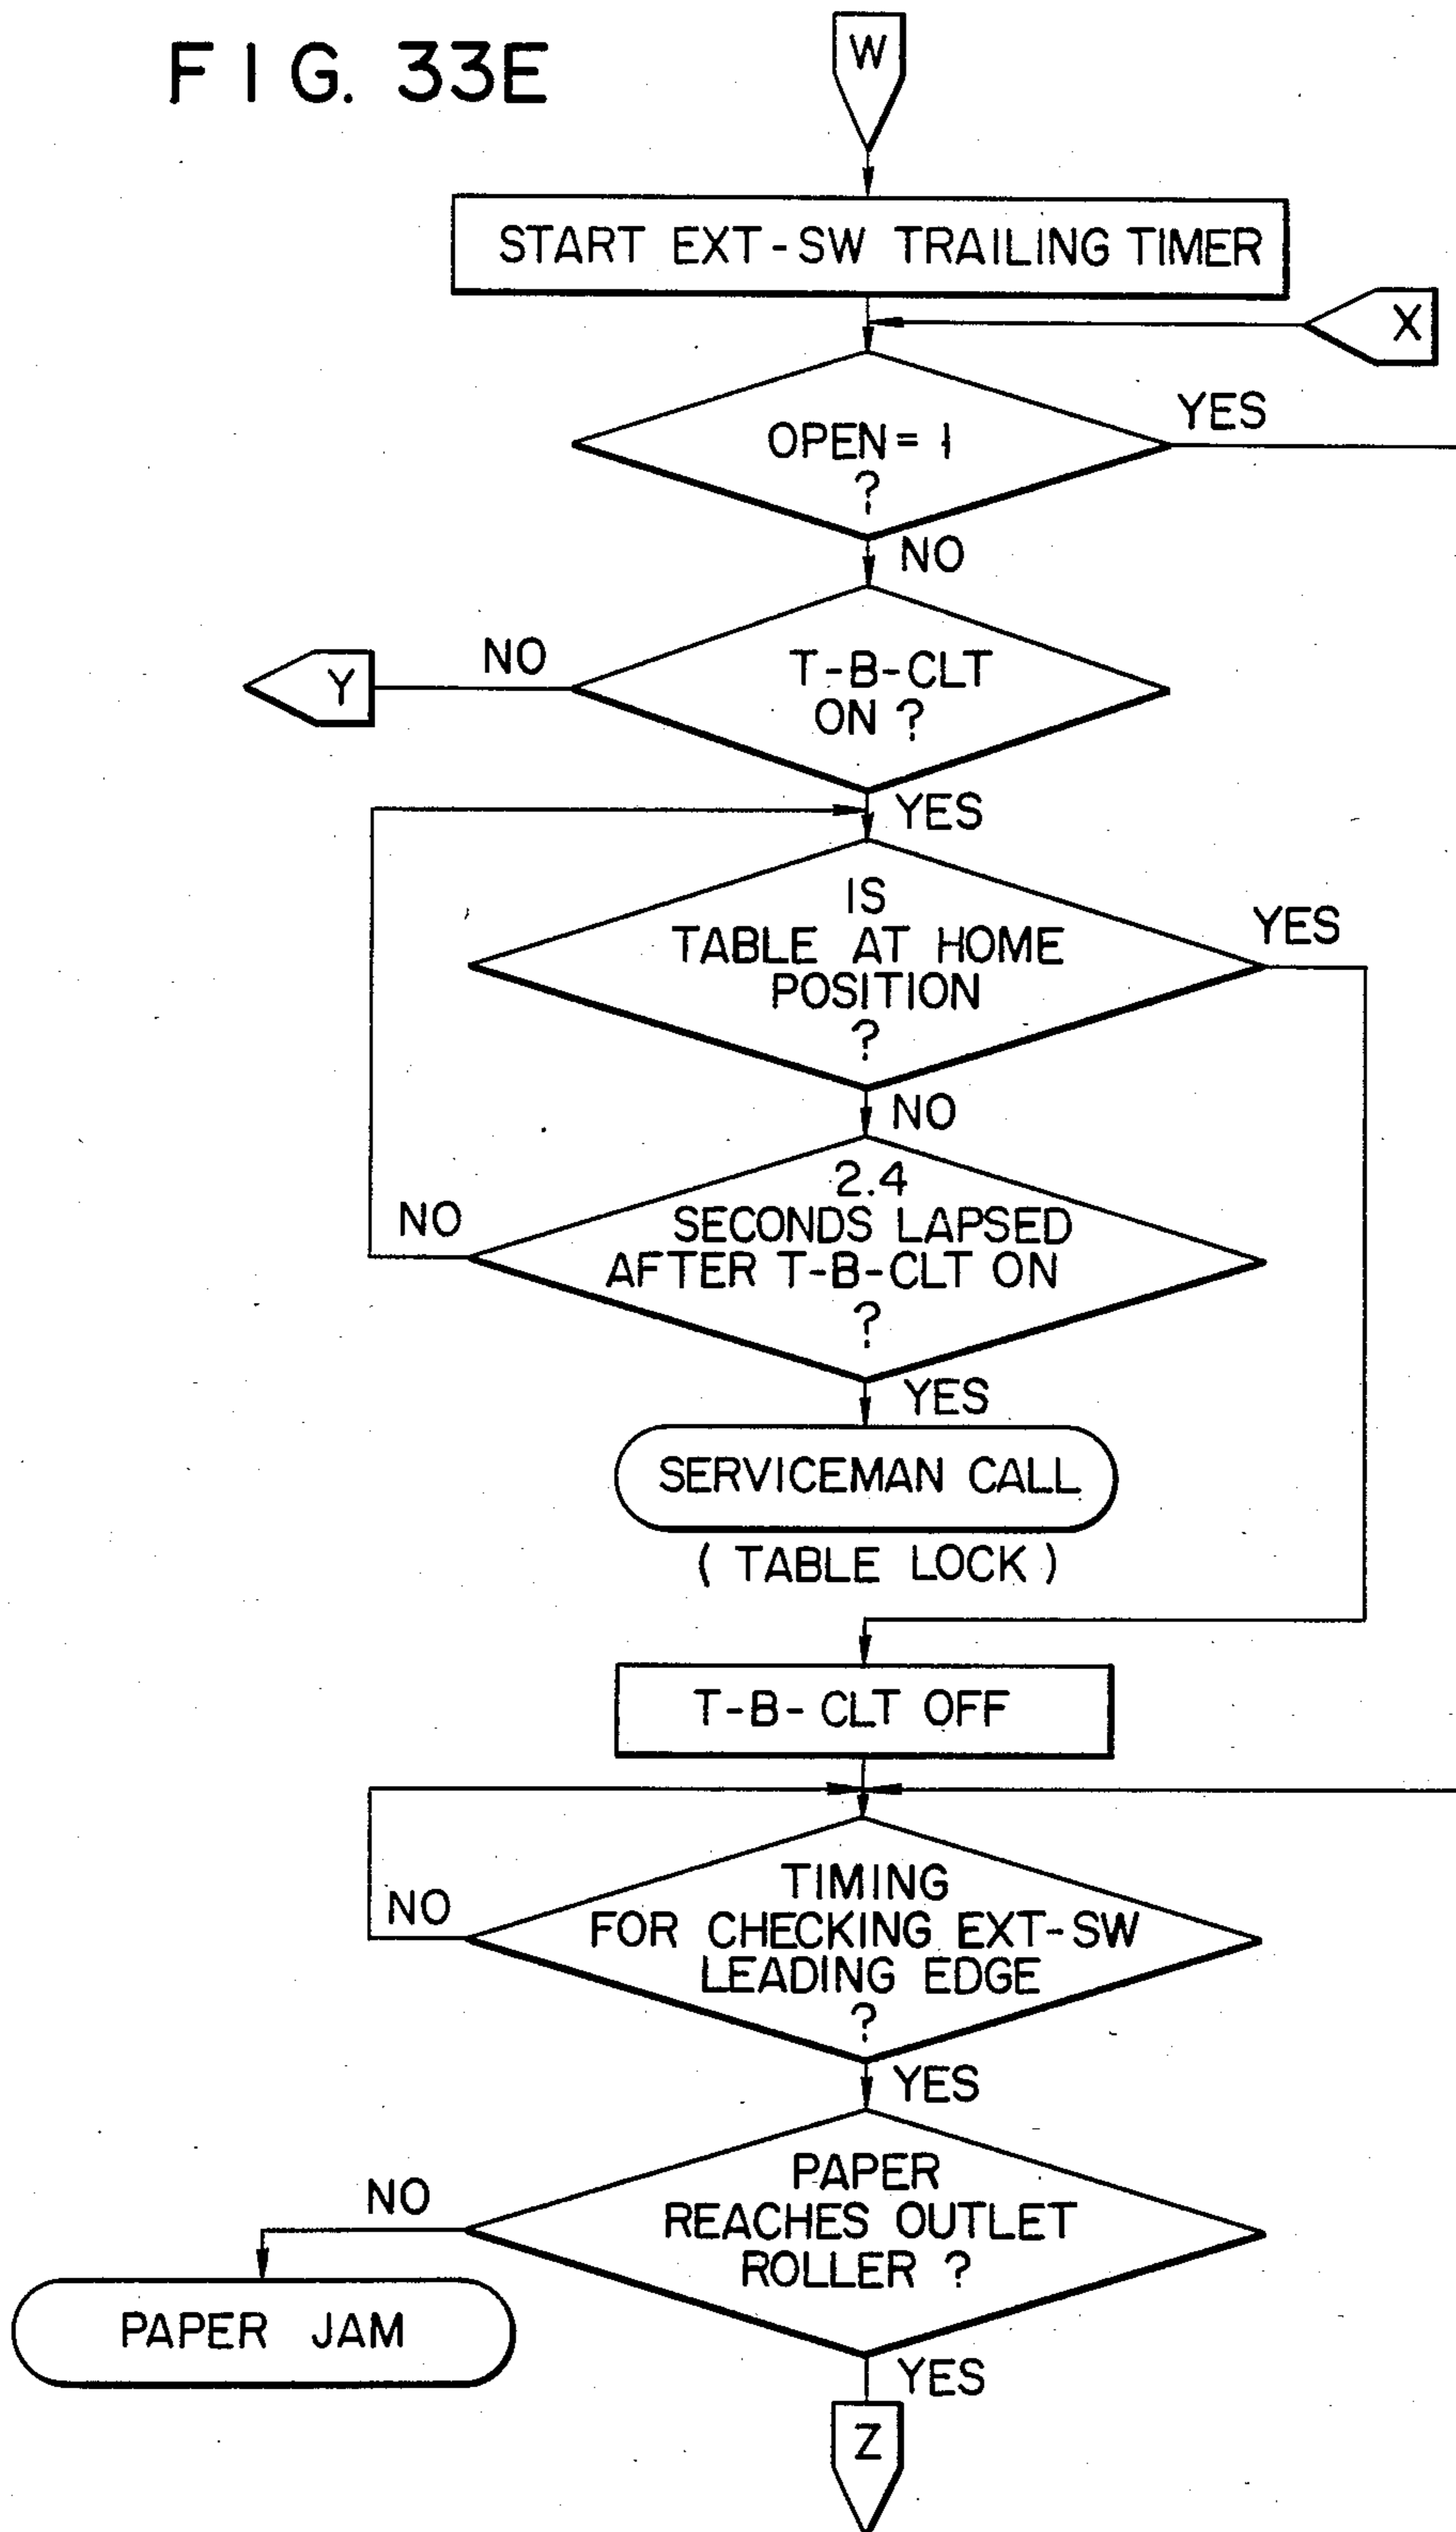 FIG. 33E
W
START EXT-SW TRAILING TIMER
X
OPEN = 1
?
YES
NO
T-B-CLT
ON ?
NO
Y
YES
IS
TABLE AT HOME
POSITION
?
YES
NO
2.4
SECONDS LAPSED
AFTER T-B-CLT ON
?
NO
YES
SERVICEMAN CALL
( TABLE LOCK )
T-B-CLT OFF
TIMING
FOR CHECKING EXT-SW
LEADING EDGE
?
NO
YES
PAPER
REACHES OUTLET
ROLLER ?
NO
PAPER JAM
YES
Z